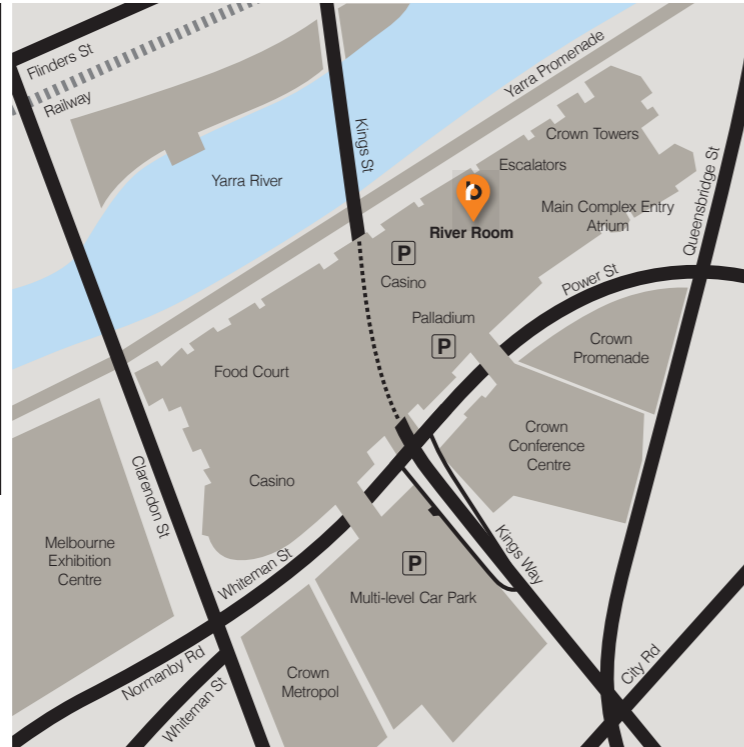 Flinders St
Railway
Yarra River
Kings St
Yarra Promenade
Crown Towers
Escalators
Main Complex Entry
Atrium
Queensbridge St
rb
River Room
P
Casino
Palladium
P
Power St
Crown
Promenade
Food Court
Crown
Conference
Centre
Casino
Clarendon St
Melbourne
Exhibition
Centre
Whiteman St
P
Multi-level Car Park
Kings Way
Normanby Rd
Whiteman St
Crown
Metropol
City Rd